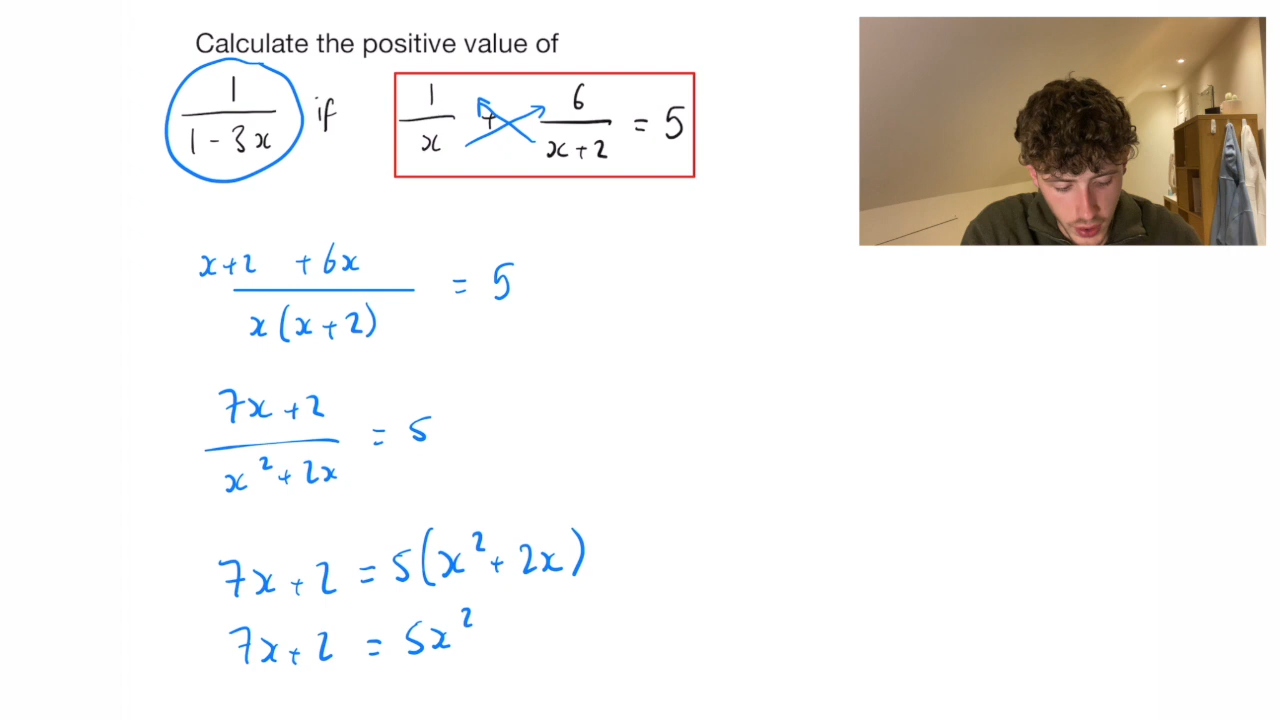 Calculate the positive value of
1/(1 - 3x) if 1/x + 6/(x + 2) = 5
(x+2 + 6x)/(x(x+2)) = 5
(7x+2)/(x² + 2x) = 5
7x + 2 = 5(x² + 2x)
7x + 2 = 5x²